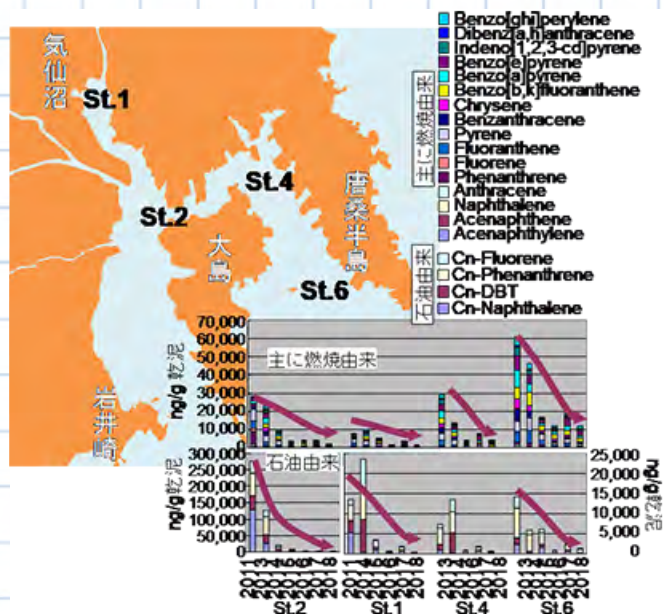 気仙沼
St.1
St.2
St.4
St.6
大島
唐桑半島
岩井崎
主に燃焼由来
Benzo[ghi]perylene
Dibenz[a,h]anthracene
Indeno[1,2,3-cd]pyrene
Benzo[e]pyrene
Benzo[a]pyrene
Benzo[b,k]fluoranthene
Chrysene
Benzanthracene
Pyrene
Fluoranthene
Fluorene
Phenanthrene
Anthracene
Naphthalene
Acenaphthene
Acenaphthylene
石油由来
Cn-Fluorene
Cn-Phenanthrene
Cn-DBT
Cn-Naphthalene
ng/g 乾泥
70,000
60,000
50,000
40,000
30,000
20,000
10,000
0
主に燃焼由来
ng/g乾泥
300,000
250,000
200,000
150,000
100,000
50,000
0
石油由来
25,000
20,000
15,000
10,000
5,000
0
ng/g乾泥
St.2
St.1
St.4
St.6